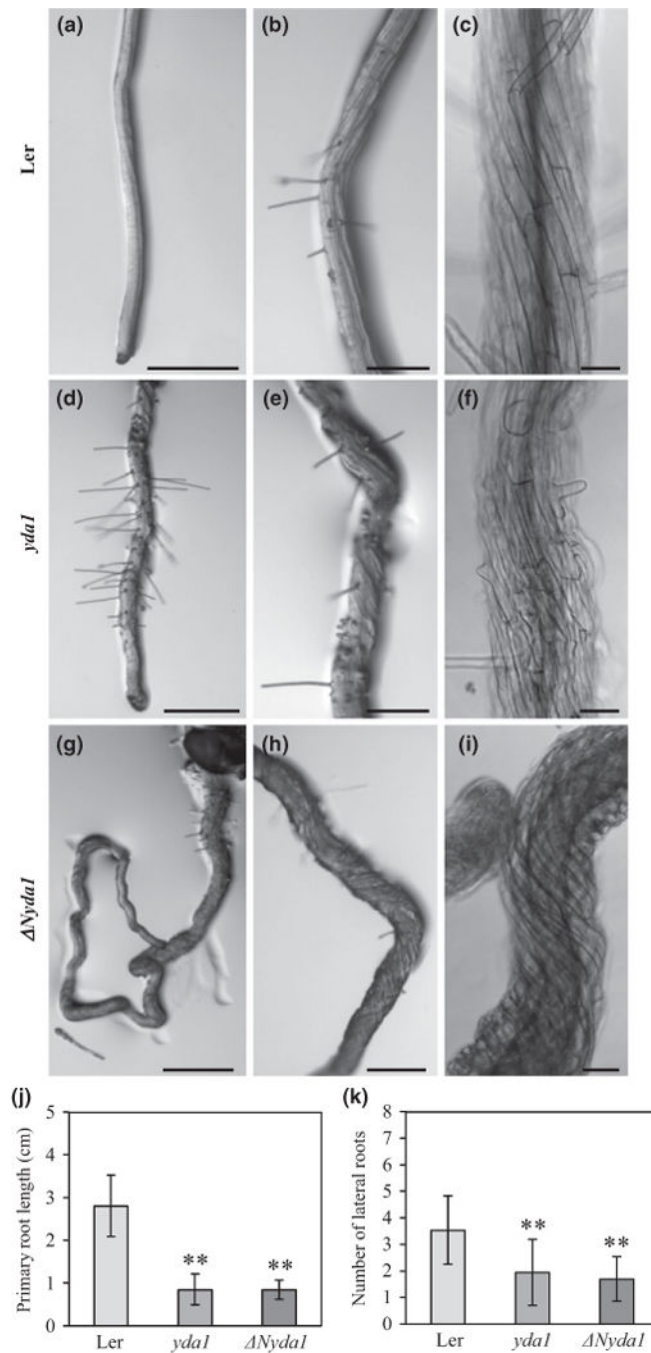 (a) (b) (c)
Ler
(d) (e) (f)
yda1
(g) (h) (i)
ΔNyda1
(j)
Primary root length (cm)
5
4
3
2
1
0
** **
Ler yda1 ΔNyda1
(k)
Number of lateral roots
8
7
6
5
4
3
2
1
0
** **
Ler yda1 ΔNyda1